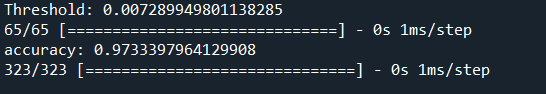 Threshold: 0.007289949801138285
65/65 [==============================] - 0s 1ms/step
accuracy: 0.9733397964129908
323/323 [==============================] - 0s 1ms/step